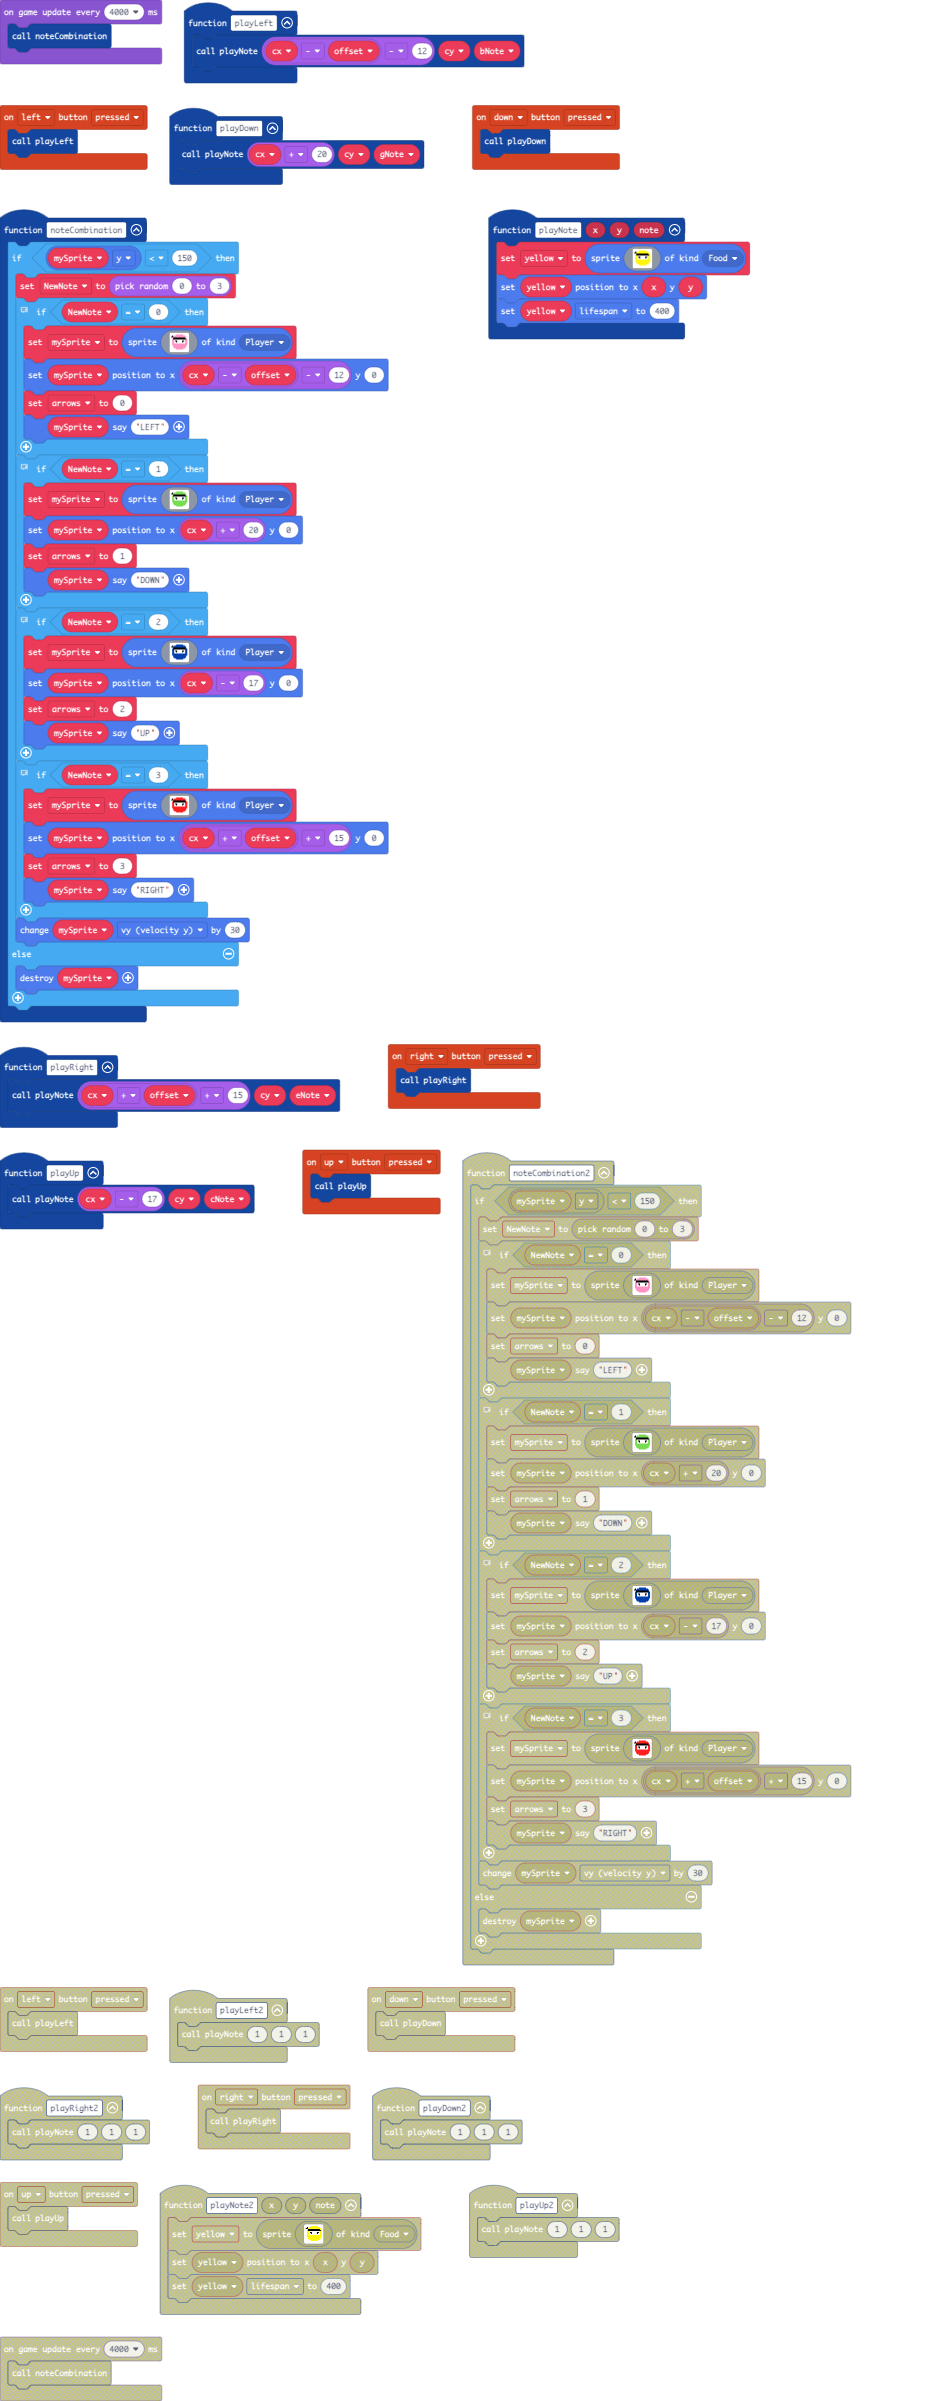 on game update every 4000 ms
call noteCombination
function playLeft
call playNote cx - offset - 12 cy bNote
on left button pressed
call playLeft
function playDown
call playNote cx + 20 cy gNote
on down button pressed
call playDown
function noteCombination
if mySprite y < 150 then
set NewNote to pick random 0 to 3
if NewNote = 0 then
set mySprite to sprite of kind Player
set mySprite position to x cx - offset - 12 y 0
set arrows to 0
mySprite say "LEFT"
if NewNote = 1 then
set mySprite to sprite of kind Player
set mySprite position to x cx + 20 y 0
set arrows to 1
mySprite say "DOWN"
if NewNote = 2 then
set mySprite to sprite of kind Player
set mySprite position to x cx - 17 y 0
set arrows to 2
mySprite say "UP"
if NewNote = 3 then
set mySprite to sprite of kind Player
set mySprite position to x cx + offset + 15 y 0
set arrows to 3
mySprite say "RIGHT"
change mySprite vy (velocity y) by 30
else
destroy mySprite
function playNote x y note
set yellow to sprite of kind Food
set yellow position to x x y y
set yellow lifespan to 400
function playRight
call playNote cx + offset + 15 cy eNote
on right button pressed
call playRight
function playUp
call playNote cx - 17 cy cNote
on up button pressed
call playUp
function noteCombination2
if mySprite y < 150 then
set NewNote to pick random 0 to 3
if NewNote = 0 then
set mySprite to sprite of kind Player
set mySprite position to x cx - offset - 12 y 0
set arrows to 0
mySprite say "LEFT"
if NewNote = 1 then
set mySprite to sprite of kind Player
set mySprite position to x cx + 20 y 0
set arrows to 1
mySprite say "DOWN"
if NewNote = 2 then
set mySprite to sprite of kind Player
set mySprite position to x cx - 17 y 0
set arrows to 2
mySprite say "UP"
if NewNote = 3 then
set mySprite to sprite of kind Player
set mySprite position to x cx + offset + 15 y 0
set arrows to 3
mySprite say "RIGHT"
change mySprite vy (velocity y) by 30
else
destroy mySprite
on left button pressed
call playLeft
function playLeft2
call playNote 1 1 1
on down button pressed
call playDown
function playRight2
call playNote 1 1 1
on right button pressed
call playRight
function playDown2
call playNote 1 1 1
on up button pressed
call playUp
function playNote2 x y note
set yellow to sprite of kind Food
set yellow position to x x y y
set yellow lifespan to 400
function playUp2
call playNote 1 1 1
on game update every 4000 ms
call noteCombination